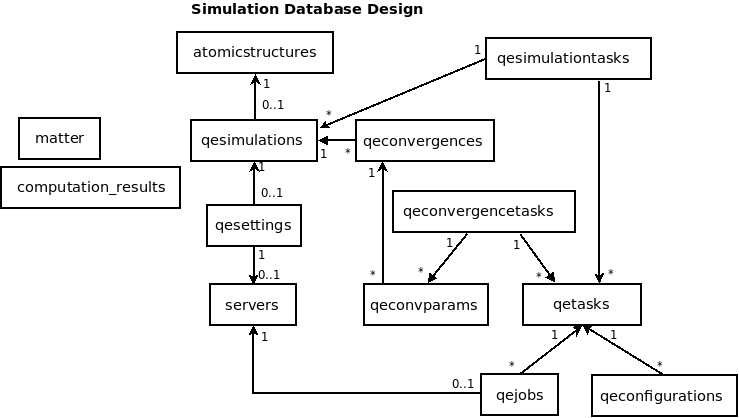 Simulation Database Design
atomicstructures
qesimulationtasks
1
1
1
0..1
*
matter
qesimulations
qeconvergences
1
*
computation_results
1
1
0..1
qeconvergencetasks
qesettings
1
1
1
0..1
*
*
*
*
servers
qeconvparams
qetasks
1
1
1
*
*
0..1
qejobs
qeconfigurations